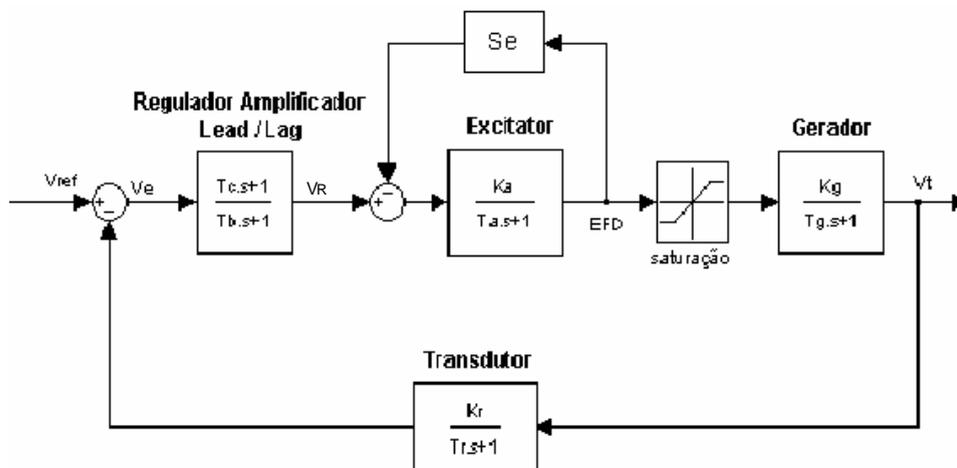 Se
Regulador Amplificador
Lead /Lag
Excitator
Gerador
Vref
Ve
Tc.s+1
Tb.s+1
VR
Ka
Ta.s+1
EFD
saturação
Kg
Tg.s+1
Vt
Transdutor
Kr
Tr.s+1